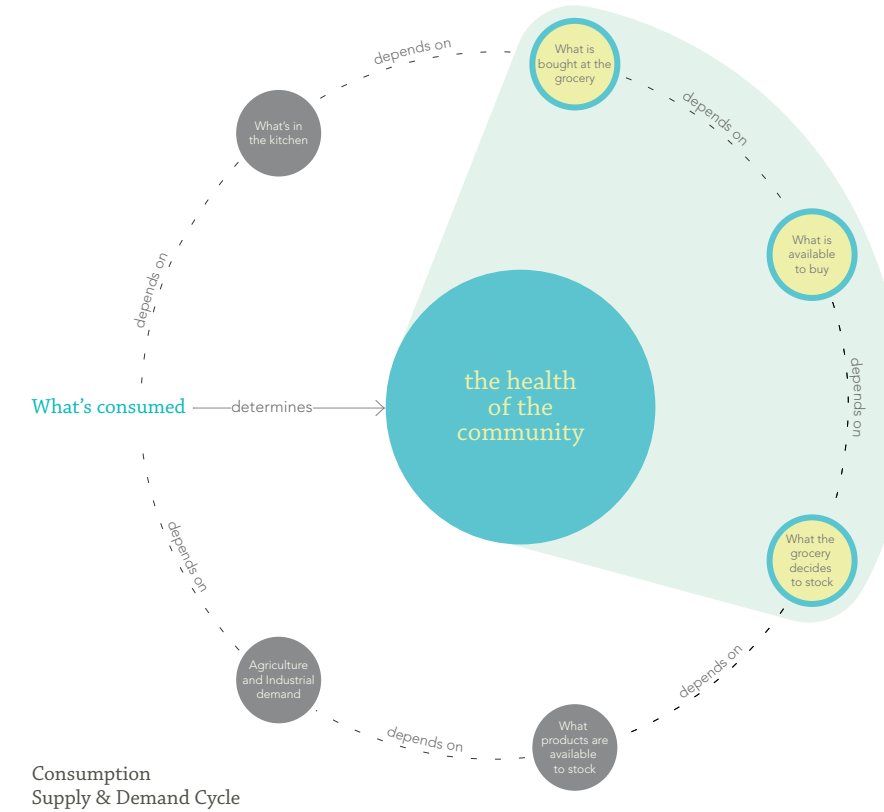 depends on
What is
bought at the
grocery
depends on
What's in
the kitchen
What is
available
to buy
depends on
depends on
the health
of the
community
What's consumed
determines
depends on
What the
grocery
decides
to stock
depends on
Agriculture
and Industrial
demand
depends on
What
products are
available
to stock
Consumption
Supply & Demand Cycle